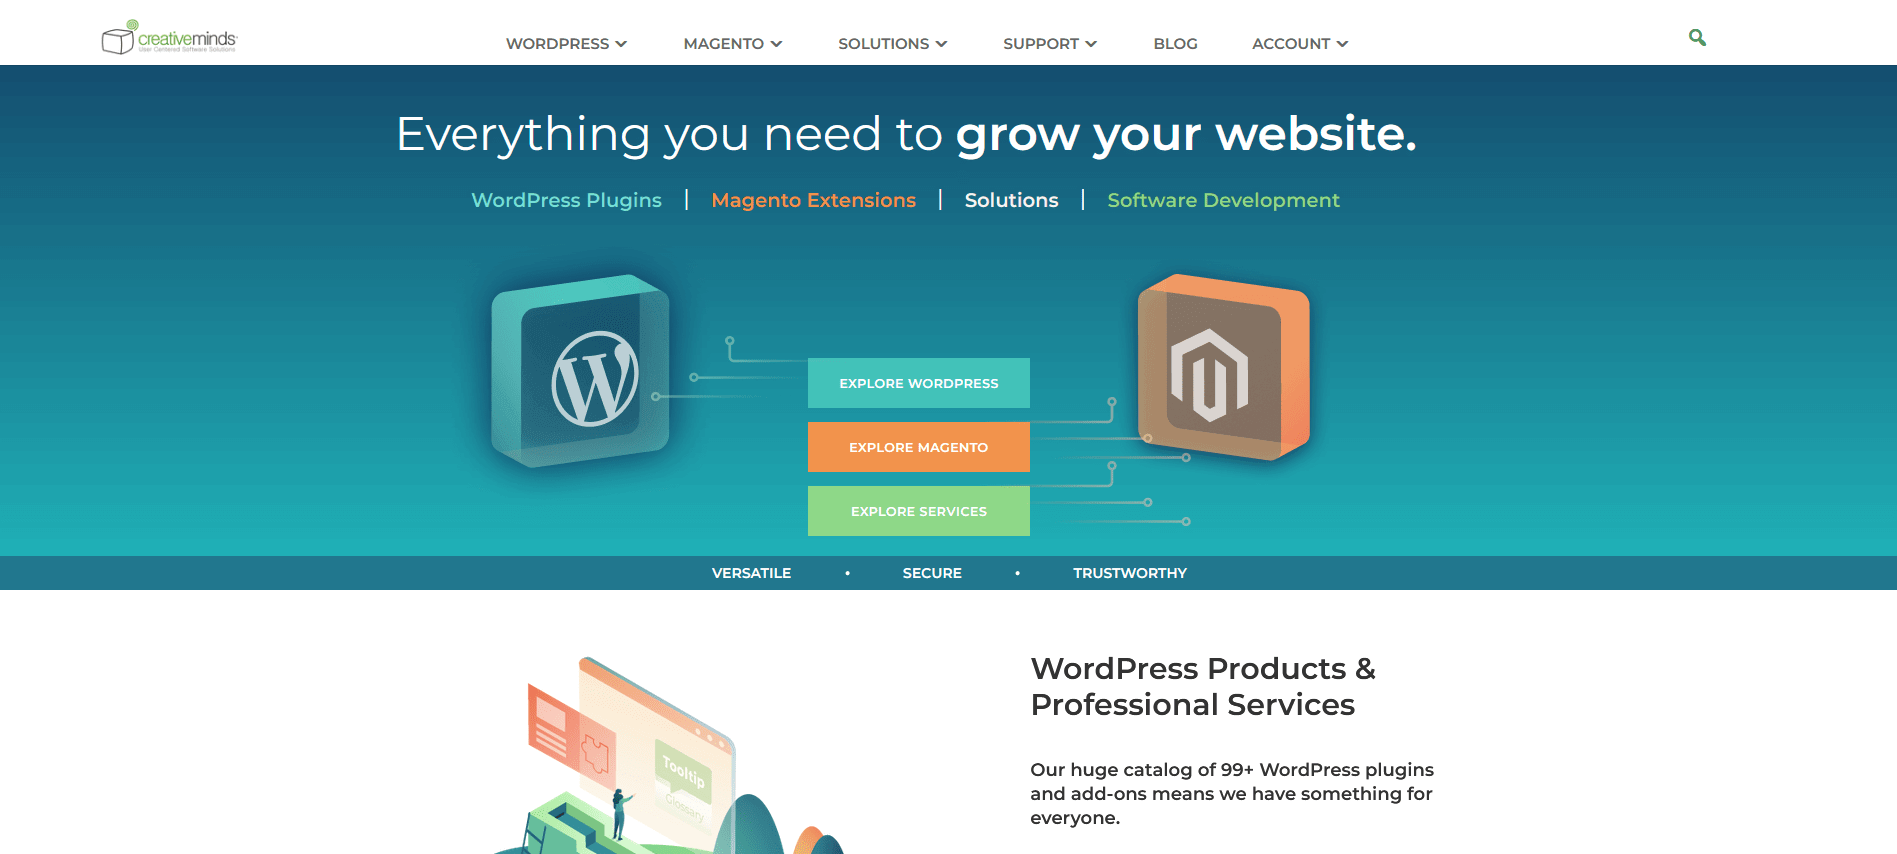 creativeminds
User Centered Software Solutions
WORDPRESS
MAGENTO
SOLUTIONS
SUPPORT
BLOG
ACCOUNT
Everything you need to grow your website.
WordPress Plugins | Magento Extensions | Solutions | Software Development
EXPLORE WORDPRESS
EXPLORE MAGENTO
EXPLORE SERVICES
VERSATILE • SECURE • TRUSTWORTHY
WordPress Products &
Professional Services
Our huge catalog of 99+ WordPress plugins
and add-ons means we have something for
everyone.
Tooltip
Glossary